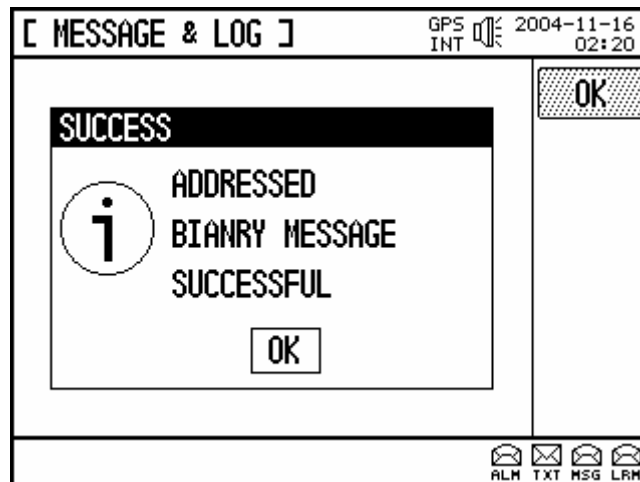 [ MESSAGE & LOG ]
GPS INT
2004-11-16
02:20
OK
SUCCESS
ADDRESSED
BIANRY MESSAGE
SUCCESSFUL
OK
ALM TXT MSG LRM